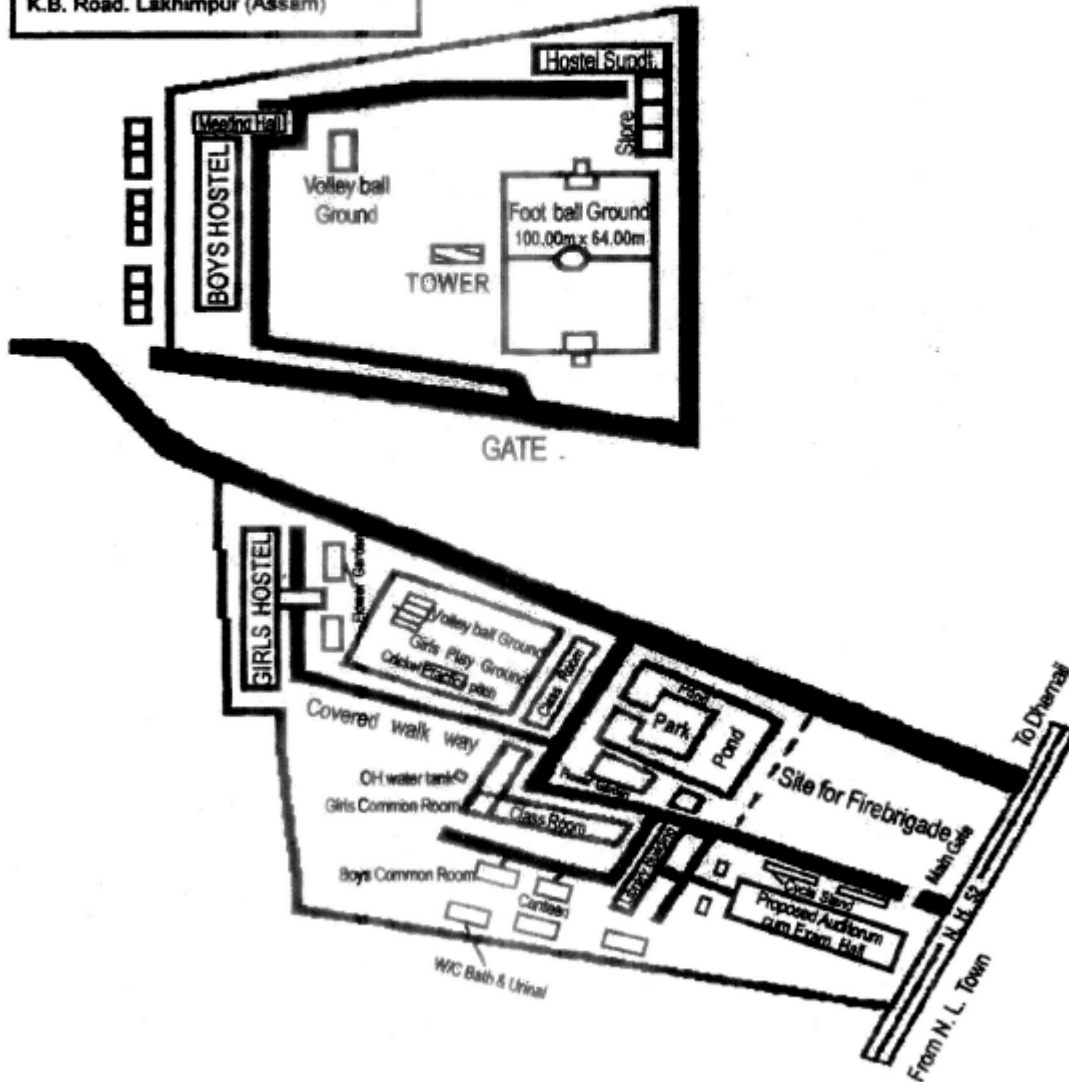 K.B. Road. Lakhimpur (Assam)
Hostel Supdt.
Store
Meeting Hall
BOYS HOSTEL
Volley ball
Ground
Foot ball Ground
100.00m x 64.00m
TOWER
GATE
GIRLS HOSTEL
Flower Garden
Volley ball Ground
Girls Play Ground
Cricket Practice pitch
Class Room
Covered walk way
Pond
Park
Pond
OH water tank
Girls Common Room
Class Room
Site for Firebrigade
To Dhemaji
Main Gate
N. H. 52
Boys Common Room
Canteen
Cycle Stand
Proposed Auditorum
cum Exam. Hall
W/C Bath & Urinal
From N. L. Town